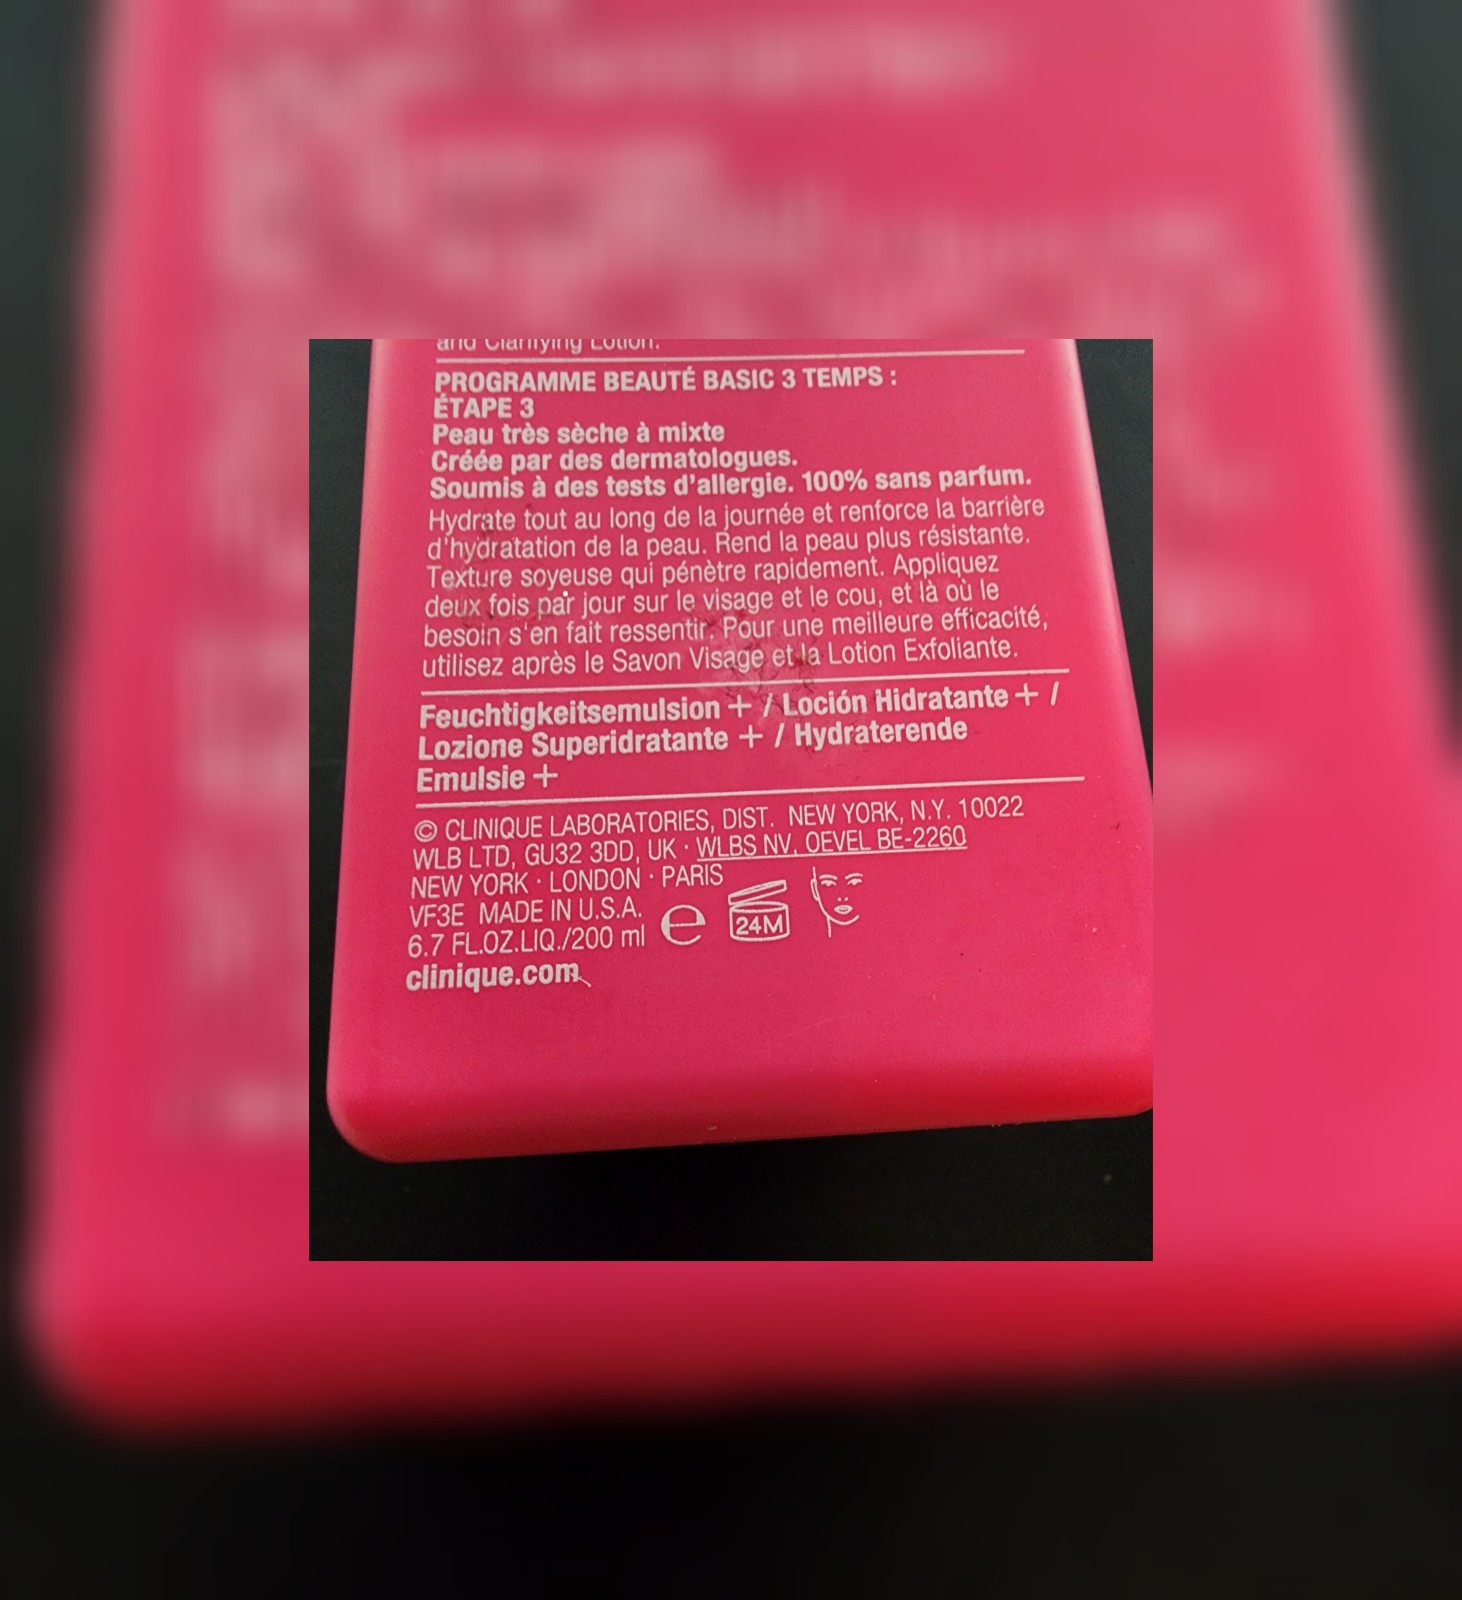 and Clarifying Lotion.
PROGRAMME BEAUTÉ BASIC 3 TEMPS :
ÉTAPE 3
Peau très sèche à mixte
Créée par des dermatologues.
Soumis à des tests d'allergie. 100% sans parfum.
Hydrate tout au long de la journée et renforce la barrière
d'hydratation de la peau. Rend la peau plus résistante.
Texture soyeuse qui pénètre rapidement. Appliquez
deux fois par jour sur le visage et le cou, et là où le
besoin s'en fait ressentir. Pour une meilleure efficacité,
utilisez après le Savon Visage et la Lotion Exfoliante.
Feuchtigkeitsemulsion + / Loción Hidratante + /
Lozione Superidratante + / Hydraterende
Emulsie +
© CLINIQUE LABORATORIES, DIST. NEW YORK, N.Y. 10022
WLB LTD, GU32 3DD, UK · WLBS NV, OEVEL BE-2260
NEW YORK · LONDON · PARIS
VF3E MADE IN U.S.A.
6.7 FL.OZ.LIQ./200 ml e 24M
clinique.com